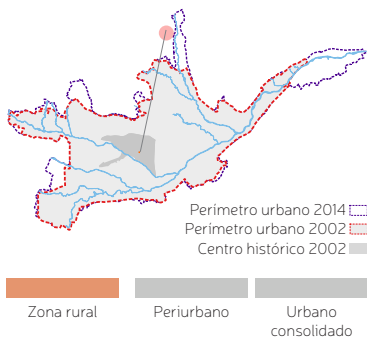 Perímetro urbano 2014
Perímetro urbano 2002
Centro histórico 2002
Zona rural
Periurbano
Urbano
consolidado